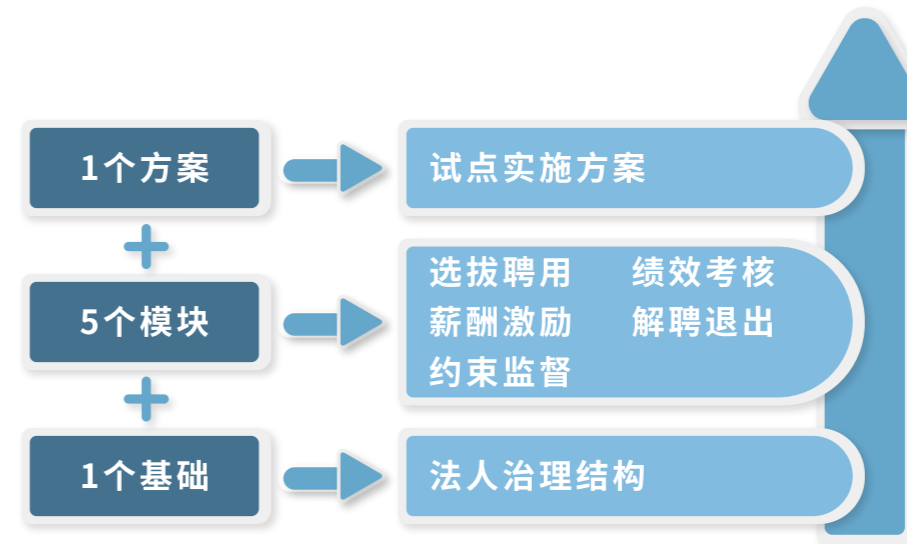 1个方案
试点实施方案
5个模块
选拔聘用 绩效考核
薪酬激励 解聘退出
约束监督
1个基础
法人治理结构